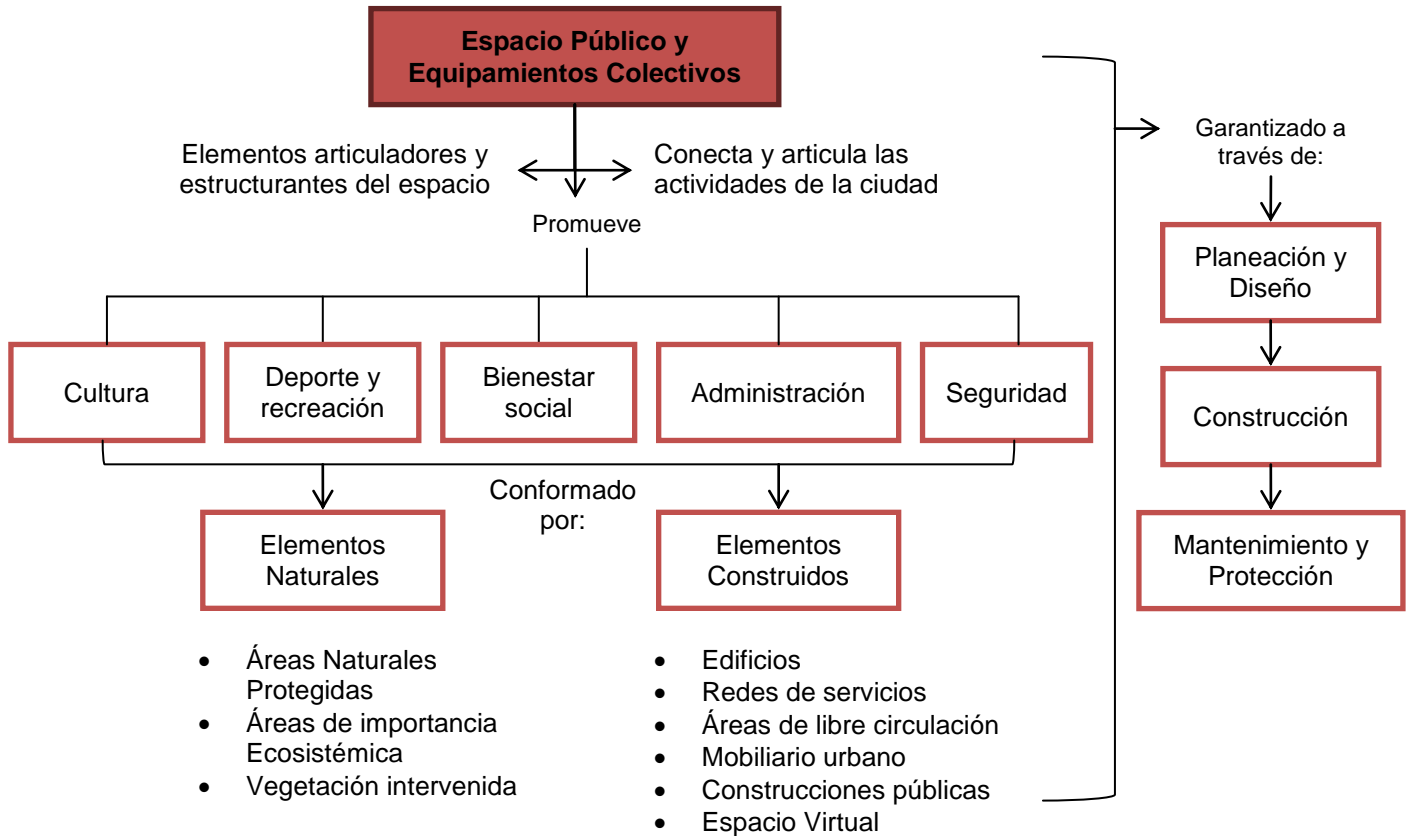 Espacio Público y
Equipamientos Colectivos
Elementos articuladores y
estructurantes del espacio
Conecta y articula las
actividades de la ciudad
Promueve
Cultura
Deporte y
recreación
Bienestar
social
Administración
Seguridad
Conformado
por:
Elementos
Naturales
• Áreas Naturales
Protegidas
• Áreas de importancia
Ecosistémica
• Vegetación intervenida
Elementos
Construidos
• Edificios
• Redes de servicios
• Áreas de libre circulación
• Mobiliario urbano
• Construcciones públicas
• Espacio Virtual
Garantizado a
través de:
Planeación y
Diseño
Construcción
Mantenimiento y
Protección